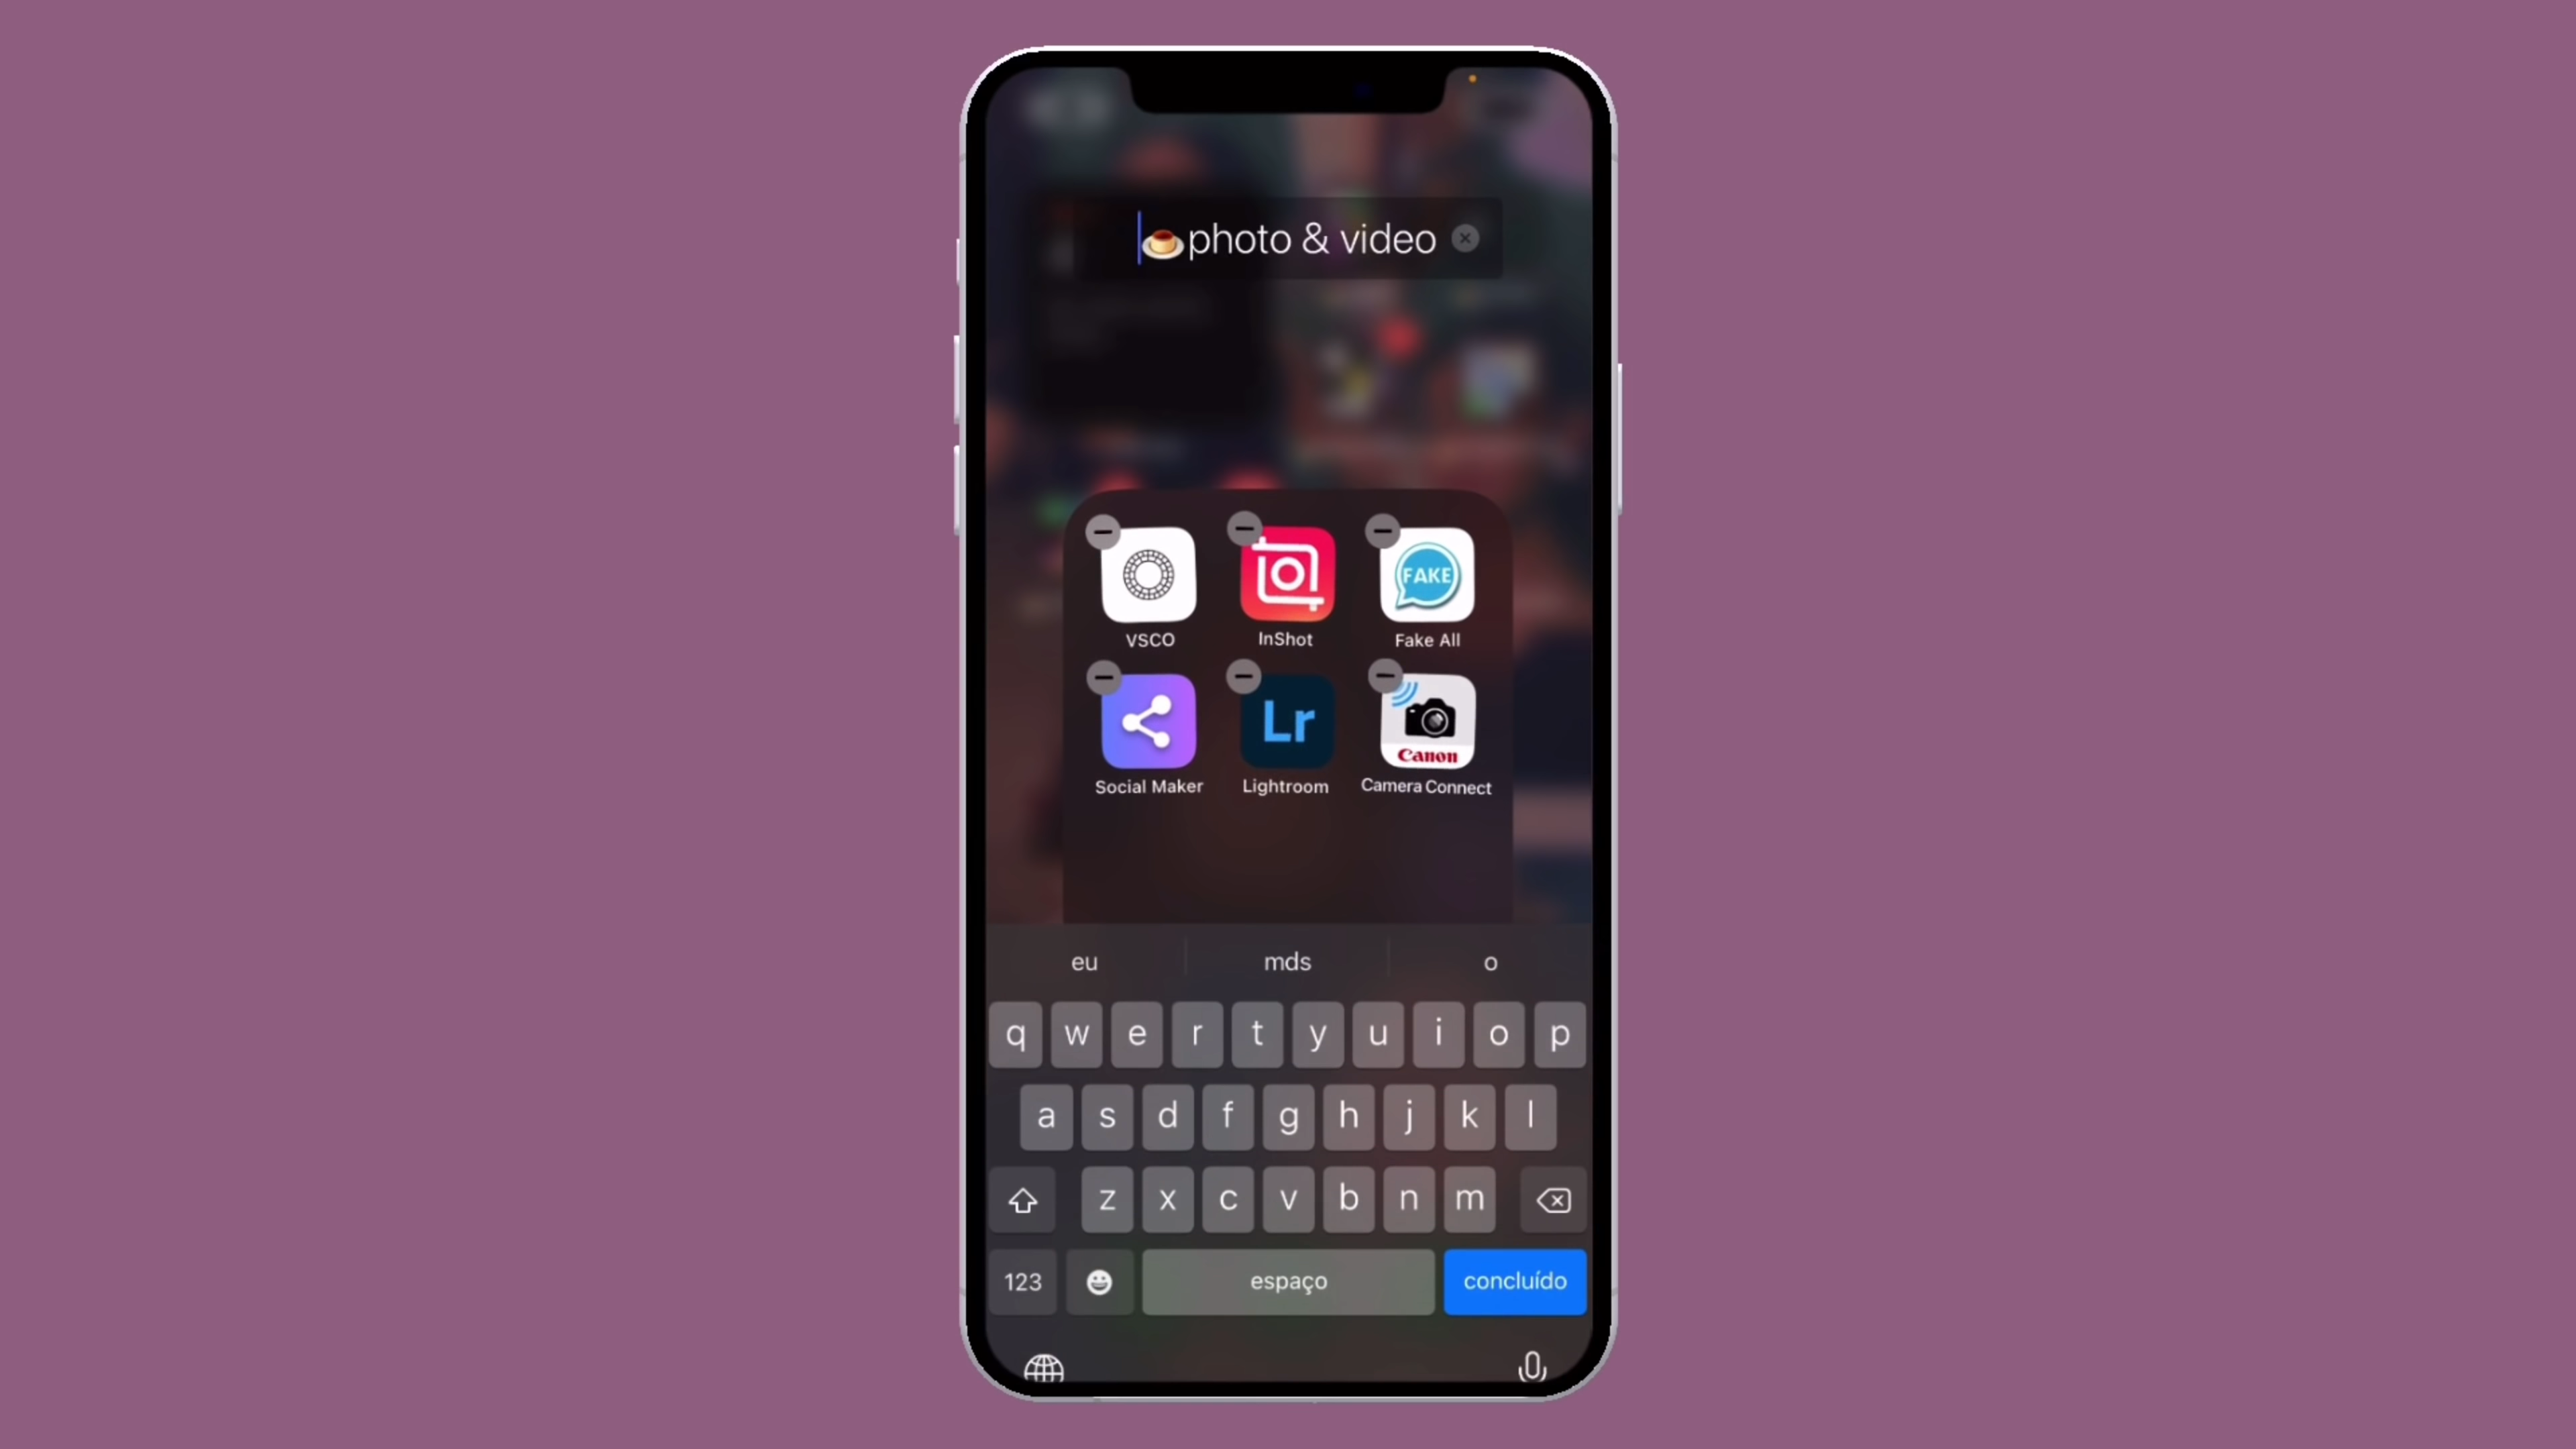 🍮photo & video
FAKE
VSCO InShot Fake All
Lr
Canon
Social Maker Lightroom Camera Connect
eu mds o
q w e r t y u i o p
a s d f g h j k l
z x c v b n m
123 espaço concluído